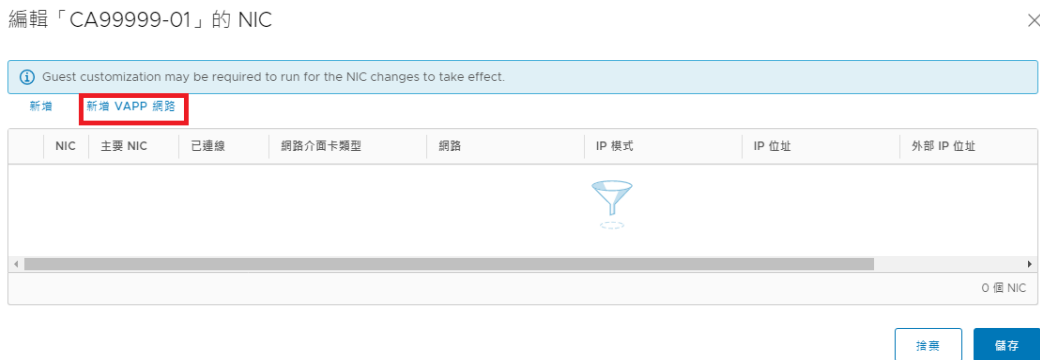 編輯「CA99999-01」的 NIC
Guest customization may be required to run for the NIC changes to take effect.
新增 新增 VAPP 網路
NIC 主要 NIC 已連線 網路介面卡類型 網路 IP 模式 IP 位址 外部 IP 位址
0 個 NIC
捨棄 儲存